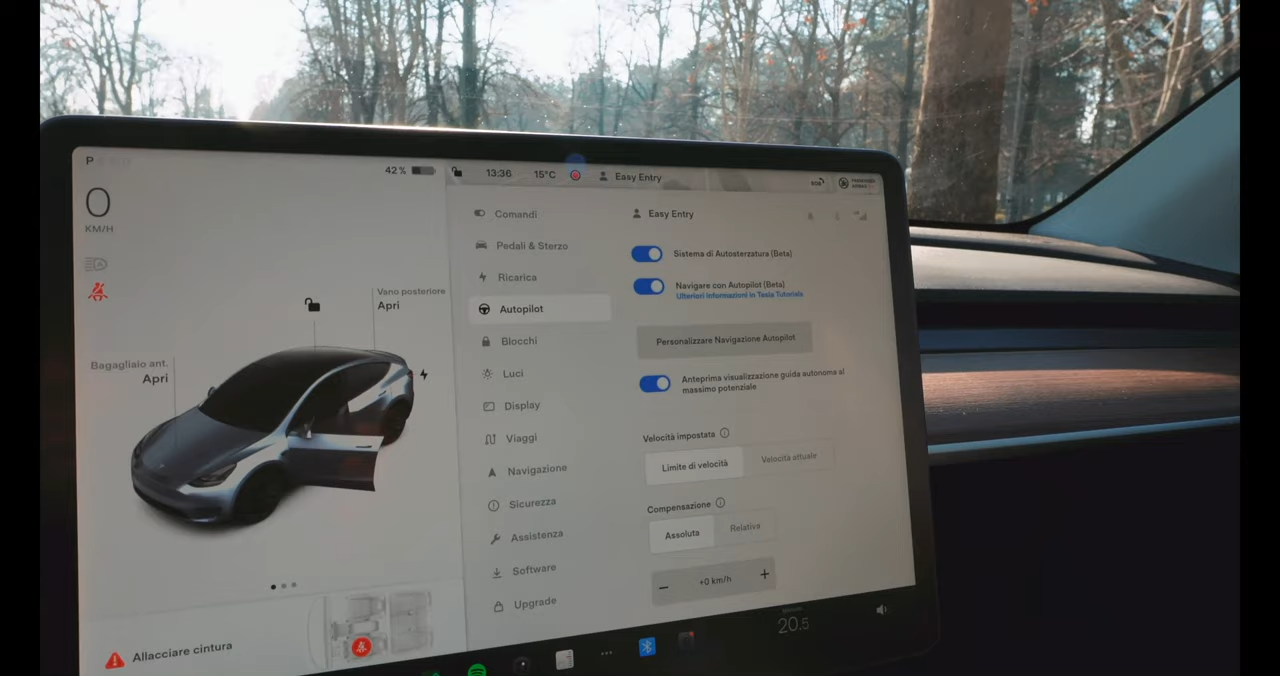 P
0
KM/H
42 %
13:36
15°C
Easy Entry
Vano posteriore
Apri
Bagagliaio ant.
Apri
Allacciare cintura
Comandi
Pedali & Sterzo
Ricarica
Autopilot
Blocchi
Luci
Display
Viaggi
Navigazione
Sicurezza
Assistenza
Software
Upgrade
Easy Entry
Sistema di Autosterzatura (Beta)
Navigare con Autopilot (Beta)
Ulteriori informazioni in Tesla Tutorials
Personalizzare Navigazione Autopilot
Anteprima visualizzazione guida autonoma al
massimo potenziale
Velocità impostata
Limite di velocità
Velocità attuale
Compensazione
Assoluta
Relativa
− +0 km/h +
20.5